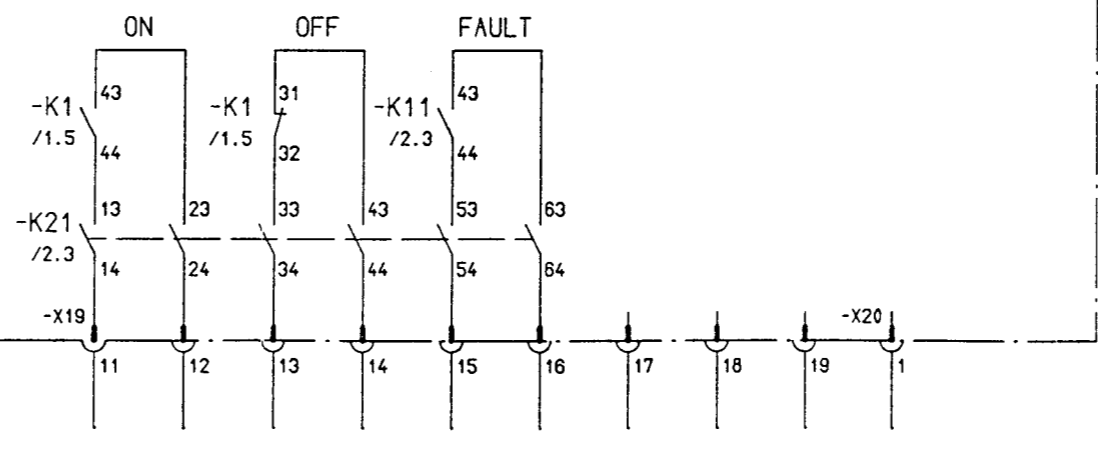 ON OFF FAULT
43 31 43
-K1 -K1 -K11
/1.5 /1.5 /2.3
44 32 44
13 23 33 43 53 63
-K21
/2.3
14 24 34 44 54 64
-X19 -X20
11 12 13 14 15 16 17 18 19 1